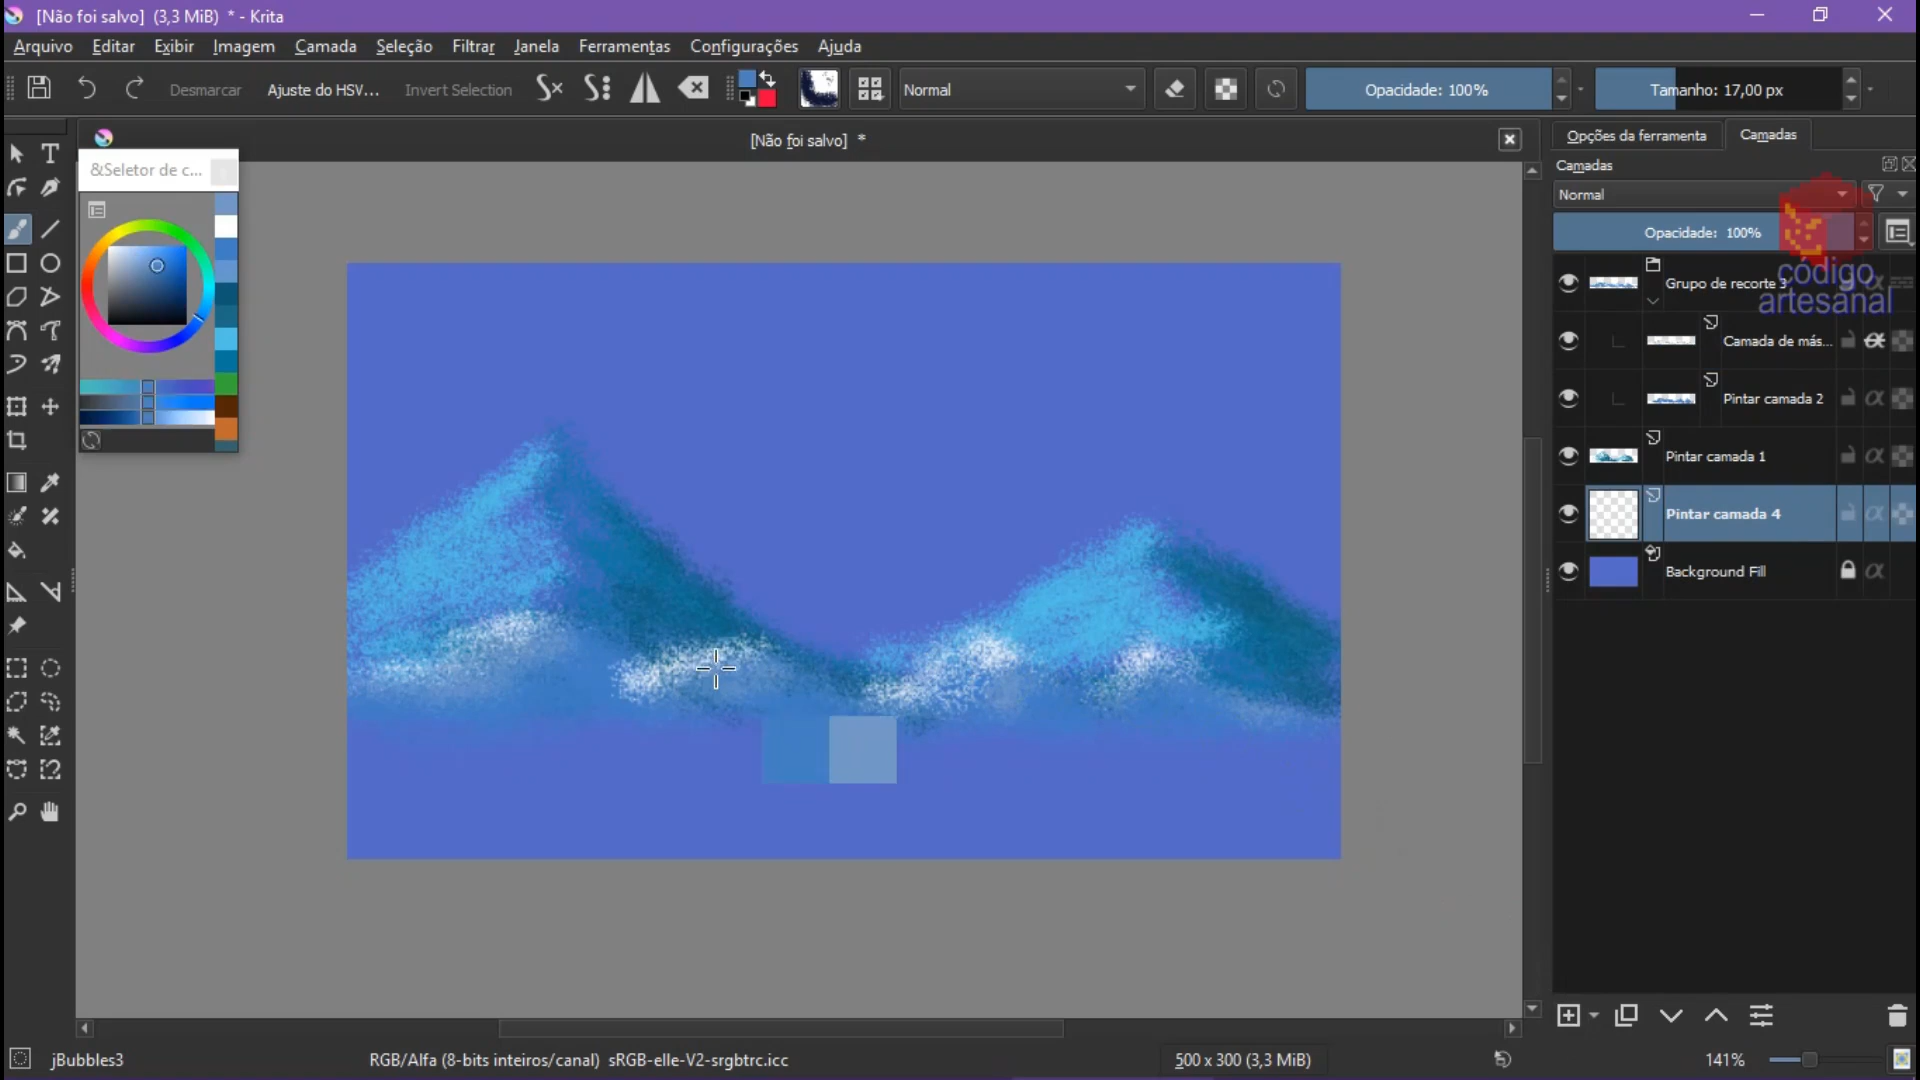 [Não foi salvo] (3,3 MiB) * - Krita
Arquivo Editar Exibir Imagem Camada Seleção Filtrar Janela Ferramentas Configurações Ajuda
Desmarcar Ajuste do HSV... Invert Selection Normal Opacidade: 100% Tamanho: 17,00 px
[Não foi salvo] *
Opções da ferramenta Camadas
&Seletor de c...
Camadas
Normal
Opacidade: 100%
Grupo de recorte 3
código
artesanal
Camada de más...
Pintar camada 2
Pintar camada 1
Pintar camada 4
Background Fill
jBubbles3 RGB/Alfa (8-bits inteiros/canal) sRGB-elle-V2-srgbtrc.icc 500 x 300 (3,3 MiB) 141%